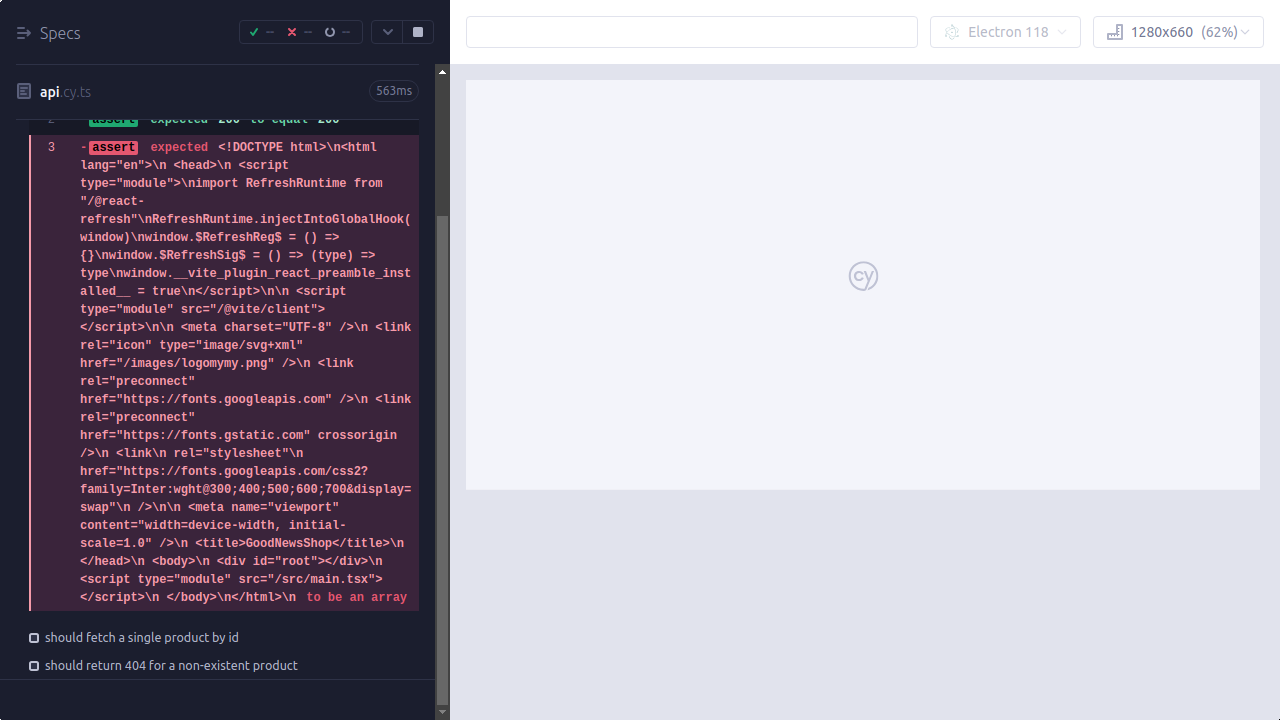 Specs
-- -- --
Electron 118
1280x660 (62%)
api.cy.ts
563ms
2 assert expected 200 to equal 200
3 -assert expected <!DOCTYPE html>\n<html
lang="en">\n <head>\n <script
type="module">\nimport RefreshRuntime from
"/@react-
refresh"\nRefreshRuntime.injectIntoGlobalHook(
window)\nwindow.$RefreshReg$ = () =>
{}\nwindow.$RefreshSig$ = () => (type) =>
type\nwindow.__vite_plugin_react_preamble_inst
alled__ = true\n</script>\n\n <script
type="module" src="/@vite/client">
</script>\n\n <meta charset="UTF-8" />\n <link
rel="icon" type="image/svg+xml"
href="/images/logomymy.png" />\n <link
rel="preconnect"
href="https://fonts.googleapis.com" />\n <link
rel="preconnect"
href="https://fonts.gstatic.com" crossorigin
/>\n <link\n rel="stylesheet"\n
href="https://fonts.googleapis.com/css2?
family=Inter:wght@300;400;500;600;700&display=
swap"\n />\n\n <meta name="viewport"
content="width=device-width, initial-
scale=1.0" />\n <title>GoodNewsShop</title>\n
</head>\n <body>\n <div id="root"></div>\n
<script type="module" src="/src/main.tsx">
</script>\n </body>\n</html>\n to be an array
should fetch a single product by id
should return 404 for a non-existent product
cy